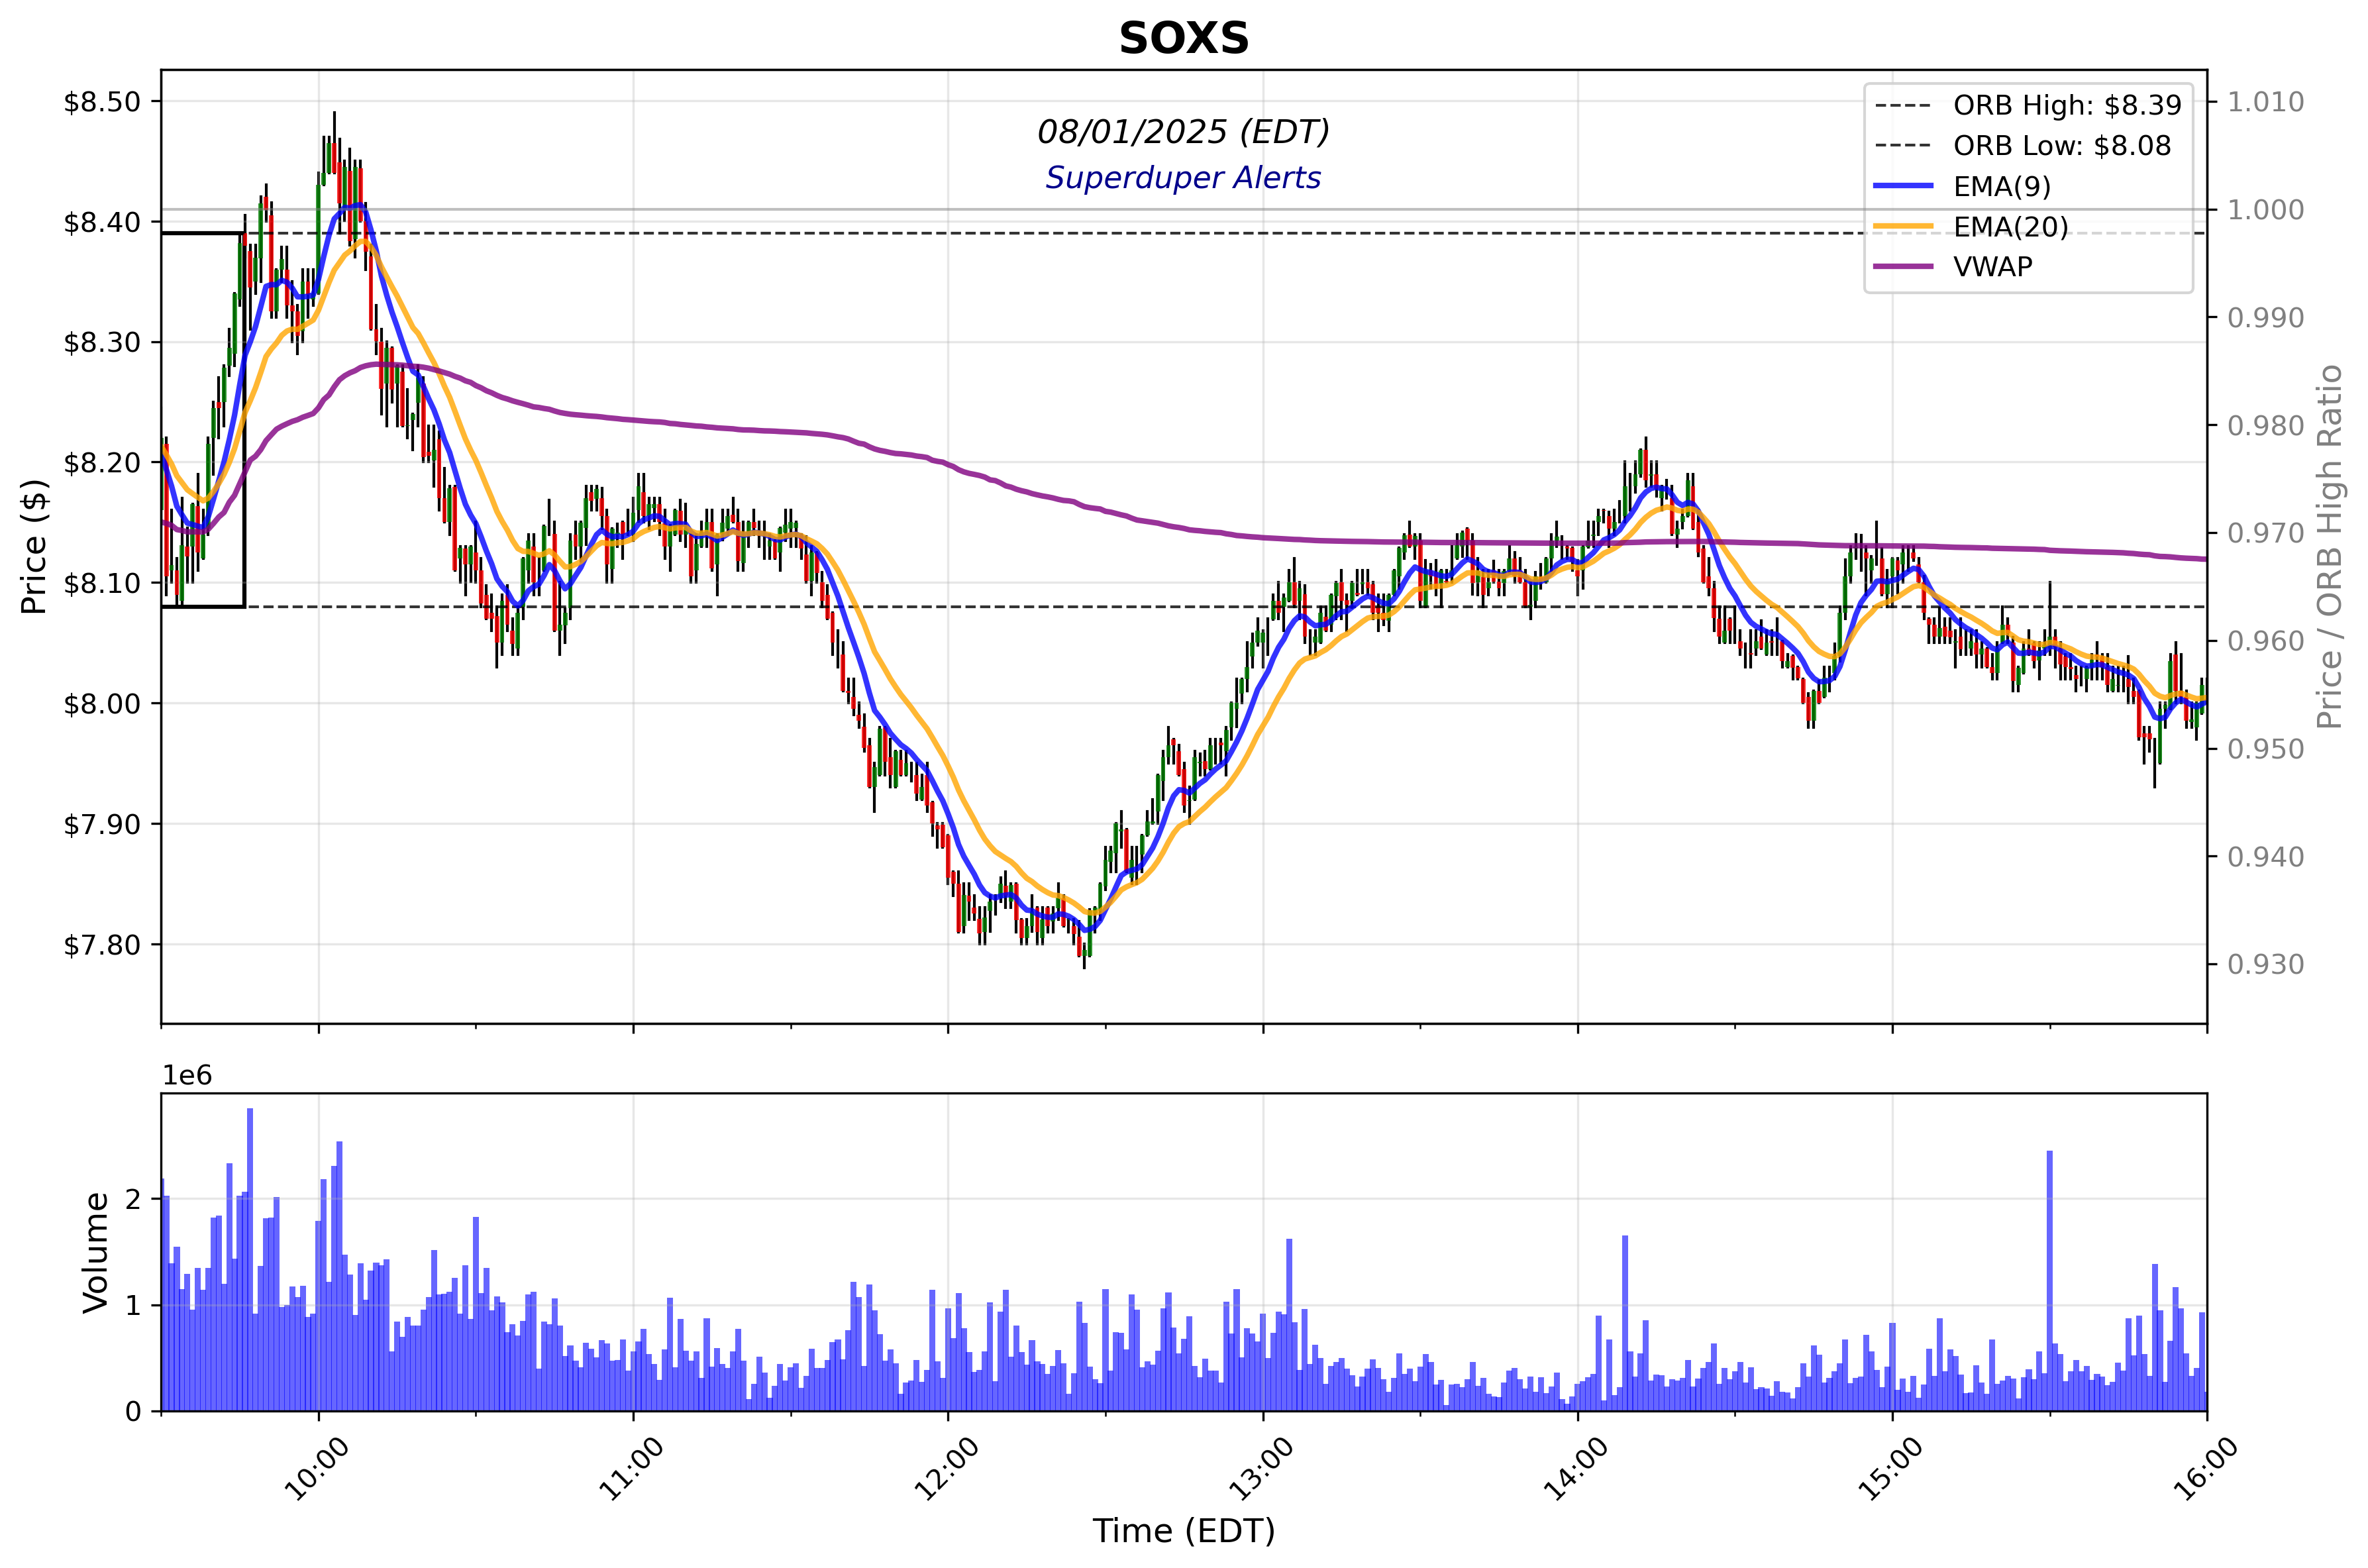 SOXS
08/01/2025 (EDT)
Superduper Alerts
ORB High: $8.39
ORB Low: $8.08
EMA(9)
EMA(20)
VWAP
Price ($)
$8.50
$8.40
$8.30
$8.20
$8.10
$8.00
$7.90
$7.80
1.010
1.000
0.990
0.980
0.970
0.960
0.950
0.940
0.930
Price / ORB High Ratio
1e6
Volume
2
1
0
10:00
11:00
12:00
13:00
14:00
15:00
16:00
Time (EDT)